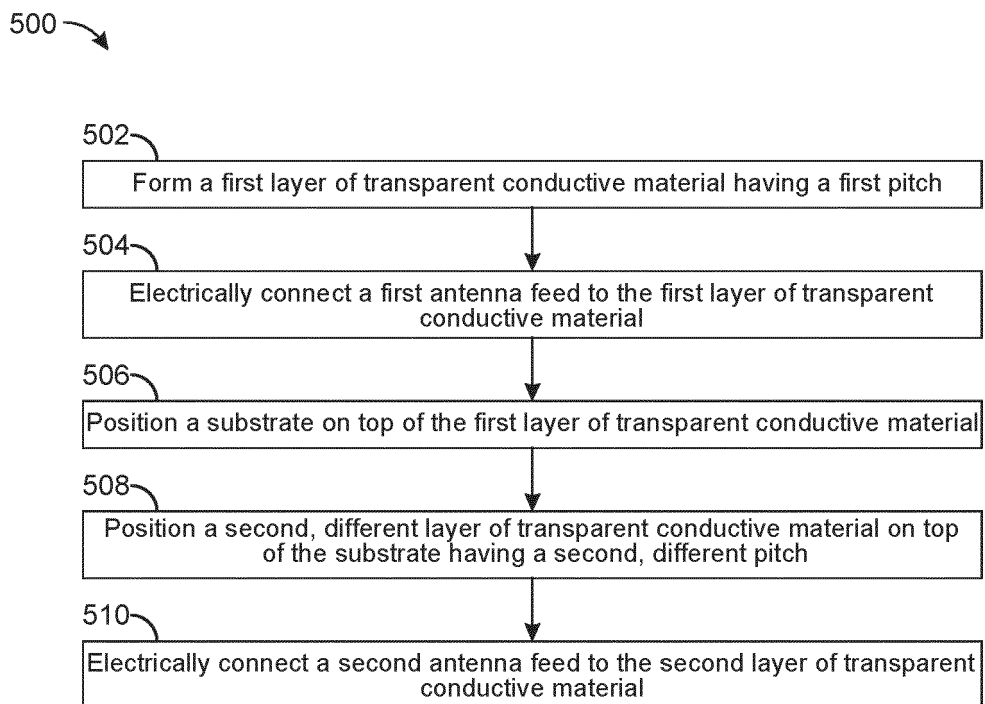 500
502
Form a first layer of transparent conductive material having a first pitch
504
Electrically connect a first antenna feed to the first layer of transparent
conductive material
506
Position a substrate on top of the first layer of transparent conductive material
508
Position a second, different layer of transparent conductive material on top
of the substrate having a second, different pitch
510
Electrically connect a second antenna feed to the second layer of transparent
conductive material